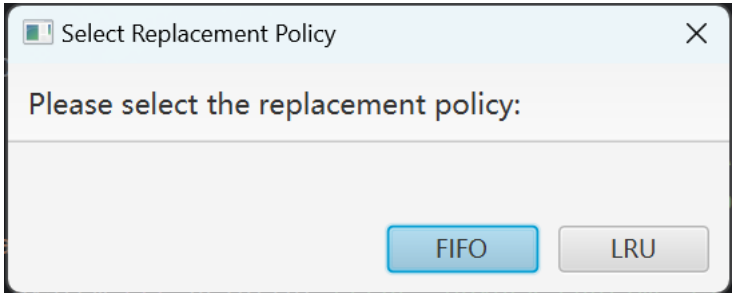 Select Replacement Policy
Please select the replacement policy:
FIFO LRU